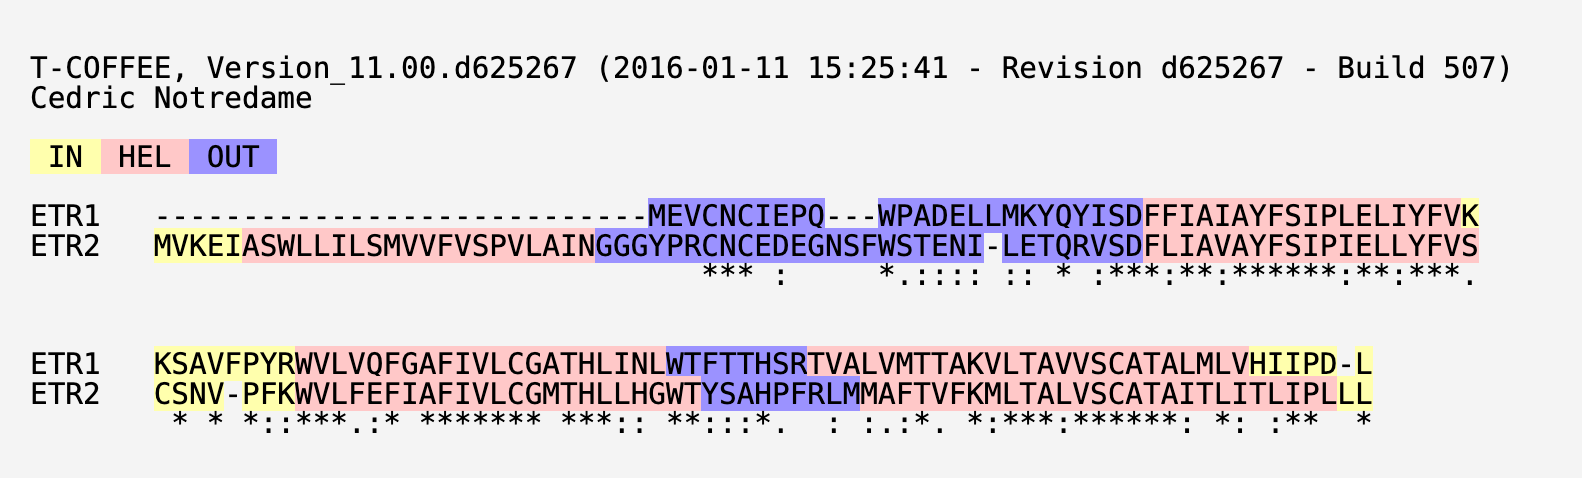 T-COFFEE, Version_11.00.d625267 (2016-01-11 15:25:41 - Revision d625267 - Build 507)
Cedric Notredame
IN HEL OUT
ETR1   ----------------------------MEVCNCIEPQ---WPADELLMKYQYISDFFIAIAYFSIPLELIYFVK
ETR2   MVKEIASWLLILSMVVFVSPVLAINGGGYPRCNCEDEGNSFWSTENI-LETQRVSDFLIAVAYFSIPIELLYFVS
                                      *** :     *.:::: :: * :***:**:******:**:***.
ETR1   KSAVFPYRWVLVQFGAFIVLCGATHLINLWTFTTHSRTVALVMTTAKVLTAVVSCATALMLVHIIPD-L
ETR2   CSNV-PFKWVLFEFIAFIVLCGMTHLLHGWTYSAHPFRLMMAFTVFKMLTALVSCATAITLITLIPLLL
        * * *::***.:* ******* ***:: **:::*.  : :.:*. *:***:******: *: :**  *